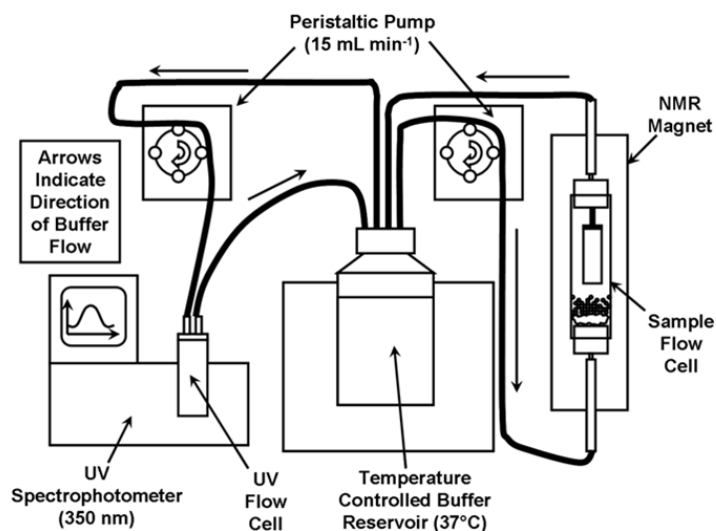 Peristaltic Pump
(15 mL min⁻¹)
NMR
Magnet
Arrows
Indicate
Direction
of Buffer
Flow
Sample
Flow
Cell
UV
Spectrophotometer
(350 nm)
UV
Flow
Cell
Temperature
Controlled Buffer
Reservoir (37°C)